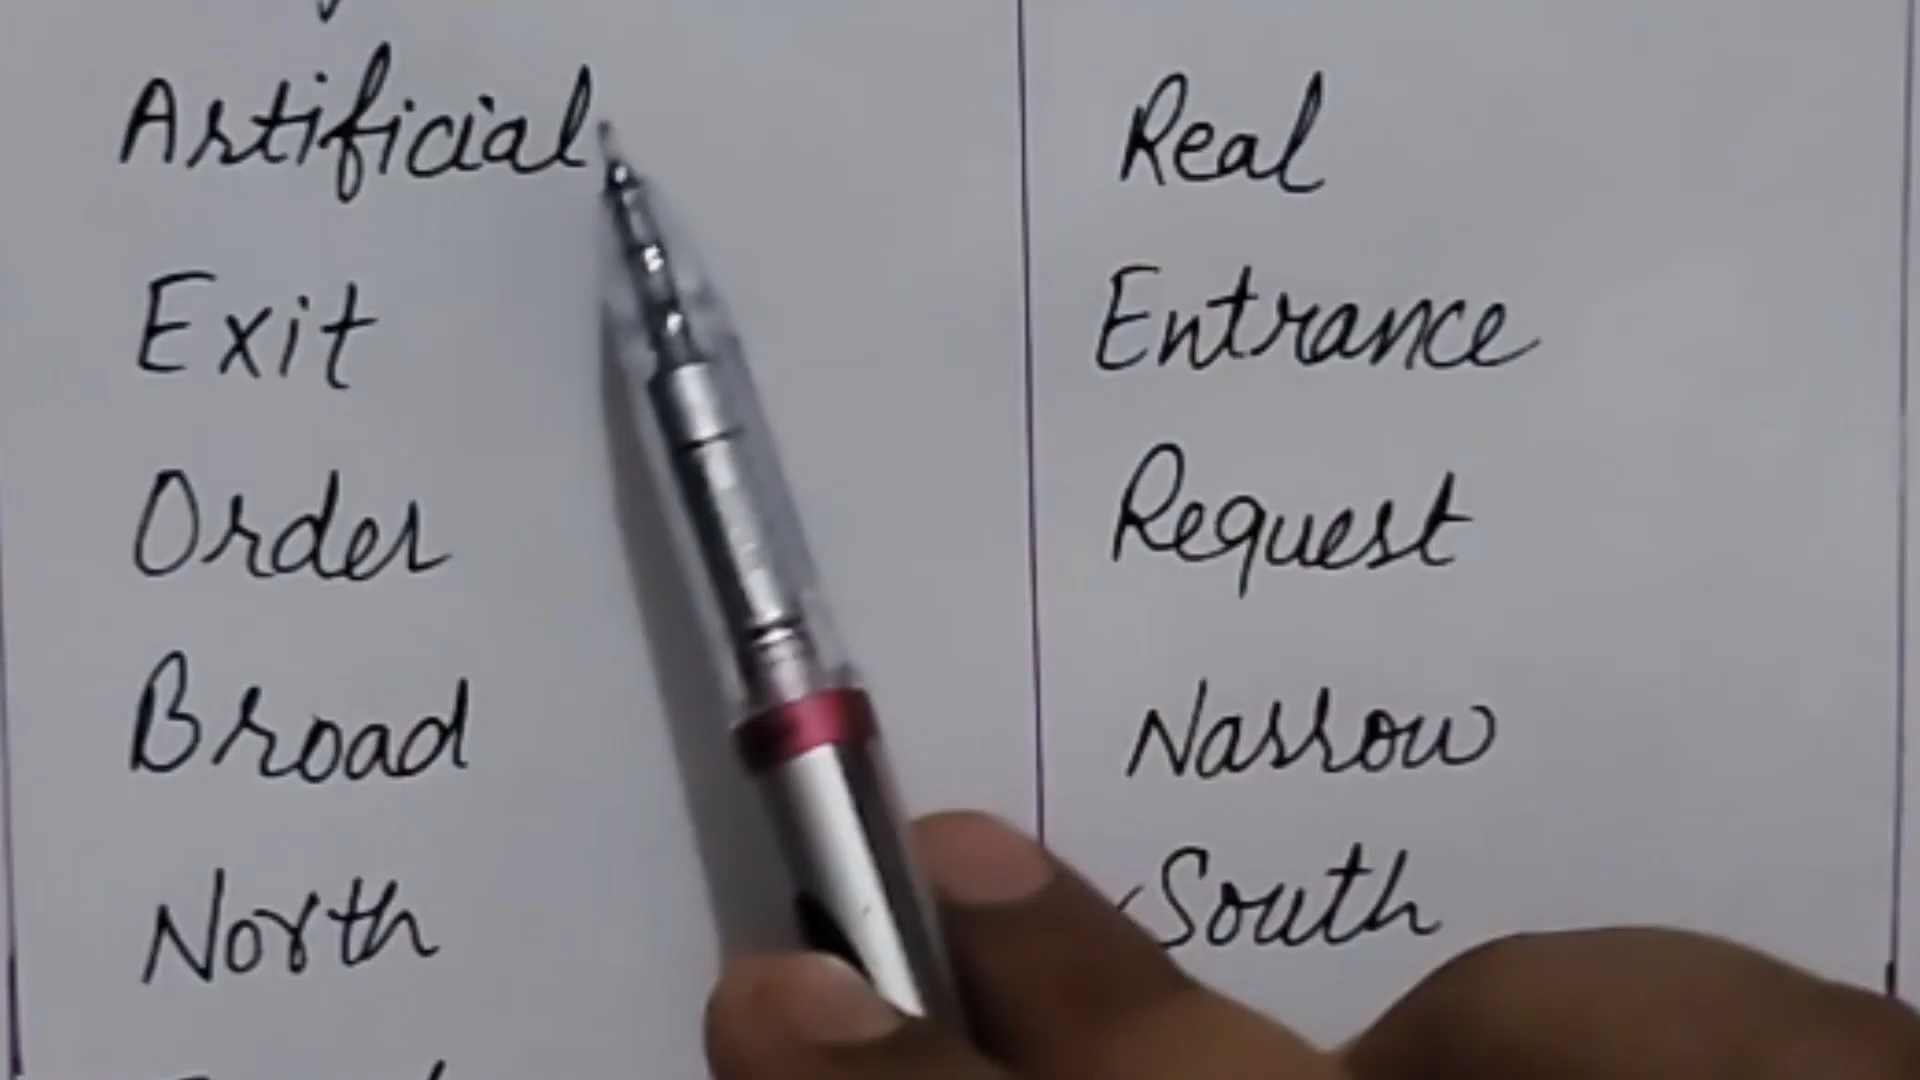 Artificial Real
Exit Entrance
Order Request
Broad Narrow
North South